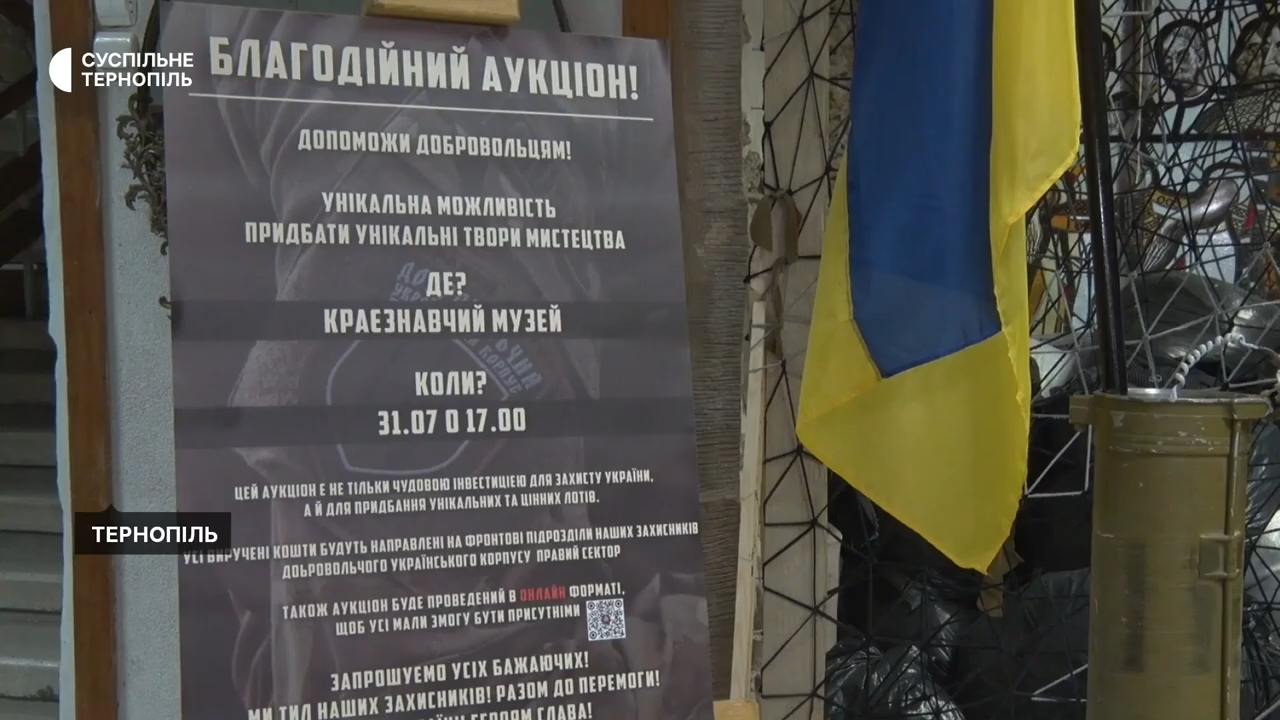 СУСПІЛЬНЕ
ТЕРНОПІЛЬ
БЛАГОДІЙНИЙ АУКЦІОН!
ДОПОМОЖИ ДОБРОВОЛЬЦЯМ!
УНІКАЛЬНА МОЖЛИВІСТЬ
ПРИДБАТИ УНІКАЛЬНІ ТВОРИ МИСТЕЦТВА
ДЕ?
КРАЄЗНАВЧИЙ МУЗЕЙ
КОЛИ?
31.07 О 17.00
ЦЕЙ АУКЦІОН Є НЕ ТІЛЬКИ ЧУДОВОЮ ІНВЕСТИЦІЄЮ ДЛЯ ЗАХИСТУ УКРАЇНИ,
А Й ДЛЯ ПРИДБАННЯ УНІКАЛЬНИХ ТА ЦІННИХ ЛОТІВ.
ТЕРНОПІЛЬ
УСІ ВИРУЧЕНІ КОШТИ БУДУТЬ НАПРАВЛЕНІ НА ФРОНТОВІ ПІДРОЗДІЛИ НАШИХ ЗАХИСНИКІВ
ДОЬРОВОЛЬЧОГО УКРАЇНСЬКОГО КОРПУСУ ПРАВИЙ СЕКТОР
ТАКОЖ АУКЦІОН БУДЕ ПРОВЕДЕНИЙ В ОНЛАЙН ФОРМАТІ,
ЩОБ УСІ МАЛИ ЗМОГУ БУТИ ПРИСУТНІМИ
ЗАПРОШУЄМО УСІХ БАЖАЮЧИХ!
МИ ТИЛ НАШИХ ЗАХИСНИКІВ! РАЗОМ ДО ПЕРЕМОГИ!
ГЕРОЯМ СЛАВА!